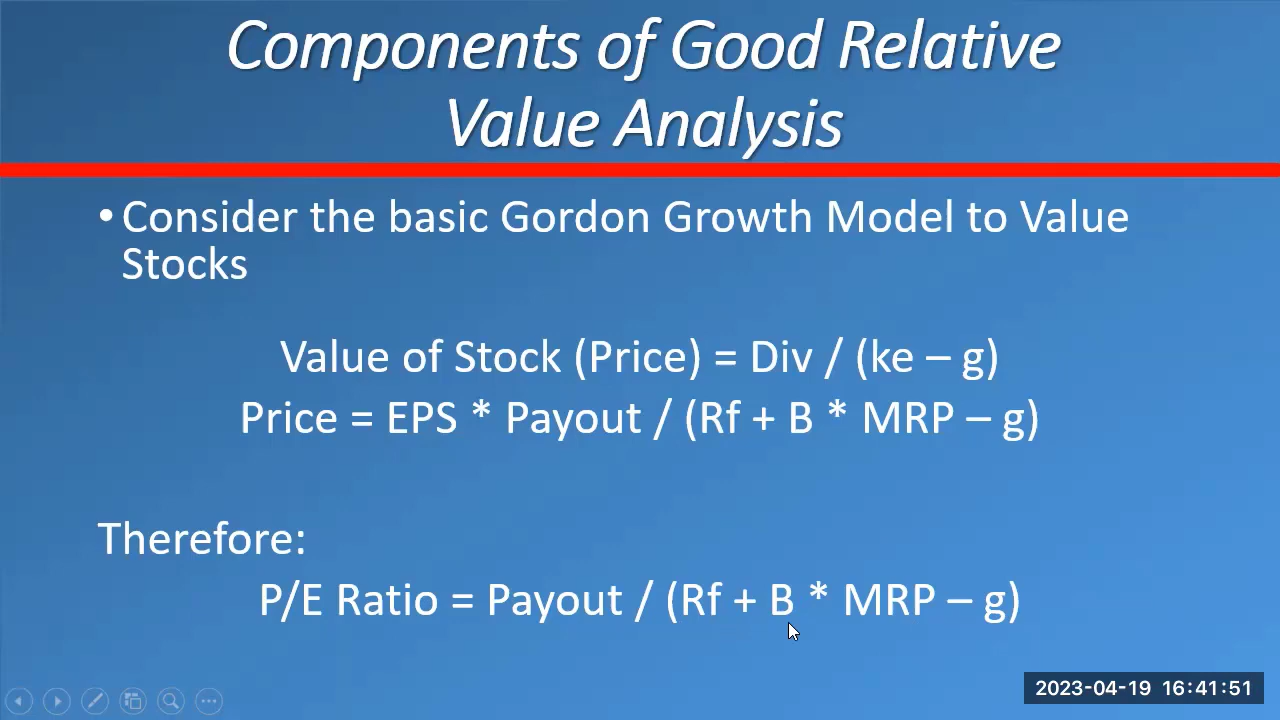 Components of Good Relative
Value Analysis
• Consider the basic Gordon Growth Model to Value
Stocks
Value of Stock (Price) = Div / (ke – g)
Price = EPS * Payout / (Rf + B * MRP – g)
Therefore:
P/E Ratio = Payout / (Rf + B * MRP – g)
2023-04-19 16:41:51